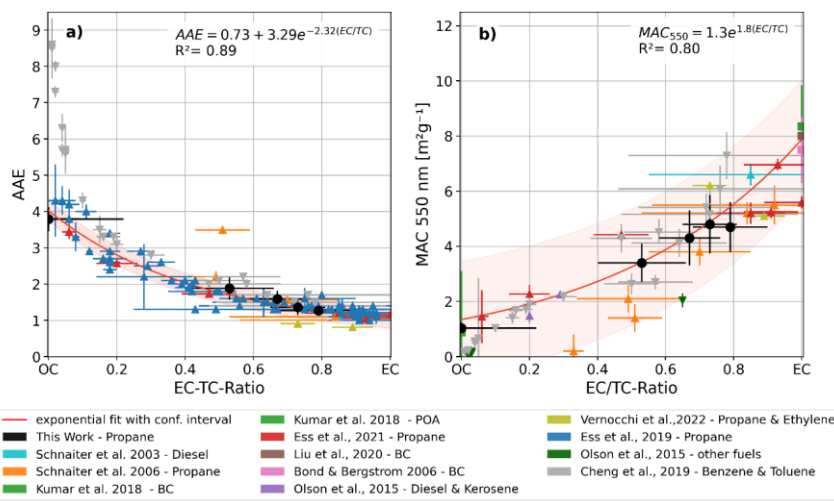 a)
AAE = 0.73 + 3.29e^{-2.32(EC/TC)}
R²= 0.89
9
8
7
6
5
4
3
2
1
0
AAE
OC 0.2 0.4 0.6 0.8 EC
EC-TC-Ratio
b)
MAC₅₅₀ = 1.3e^{1.8(EC/TC)}
R²= 0.80
12
10
8
6
4
2
0
MAC 550 nm [m²g⁻¹]
OC 0.2 0.4 0.6 0.8 EC
EC/TC-Ratio
exponential fit with conf. interval
This Work - Propane
Schnaiter et al. 2003 - Diesel
Schnaiter et al. 2006 - Propane
Kumar et al. 2018 - BC
Kumar et al. 2018 - POA
Ess et al., 2021 - Propane
Liu et al., 2020 - BC
Bond & Bergstrom 2006 - BC
Olson et al., 2015 - Diesel & Kerosene
Vernocchi et al.,2022 - Propane & Ethylene
Ess et al., 2019 - Propane
Olson et al., 2015 - other fuels
Cheng et al., 2019 - Benzene & Toluene